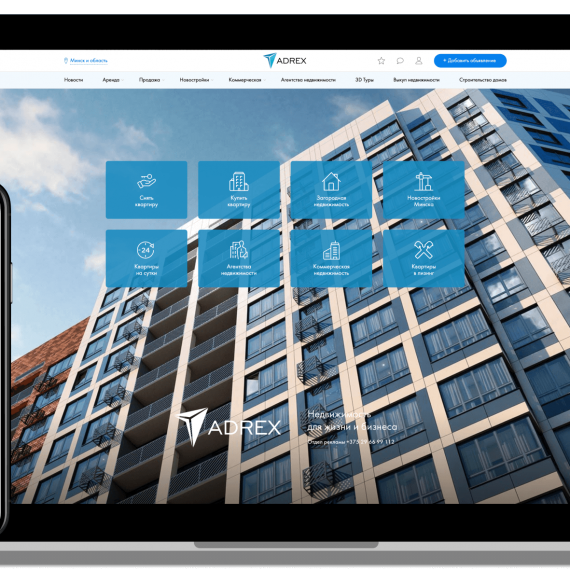 Минск и область
ADREX
+ Добавить объявление
Новости
Аренда
Продажа
Новостройки
Коммерческая
Агентства недвижимости
3D Туры
Выкуп недвижимости
Строительство домов
Снять
квартиру
Купить
квартиру
Загородная
недвижимость
Новостройки
Минска
24
Квартиры
на сутки
Агентства
недвижимости
Коммерческая
недвижимость
Квартиры
в лизинг
ADREX
Недвижимость
для жизни и бизнеса
Отдел рекламы +375 29 66 99 112